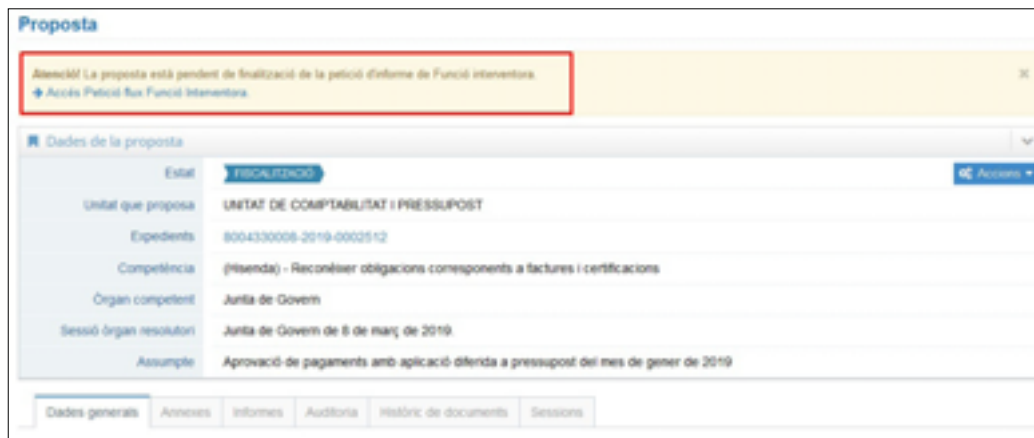 Proposta
Atenció! La proposta està pendent de finalització de la petició d'informe de Funció interventora.
Accés Petició flux Funció Interventora.
Dades de la proposta
Estat FISCALITZACIÓ Accions
Unitat que proposa UNITAT DE COMPTABILITAT I PRESSUPOST
Expedients 8004330008-2019-0002512
Competència (Hisenda) - Reconèixer obligacions corresponents a factures i certificacions
Òrgan competent Junta de Govern
Sessió òrgan resolutori Junta de Govern de 8 de març de 2019.
Assumpte Aprovació de pagaments amb aplicació diferida a pressupost del mes de gener de 2019
Dades generals Annexes Informes Auditoria Històric de documents Sessions